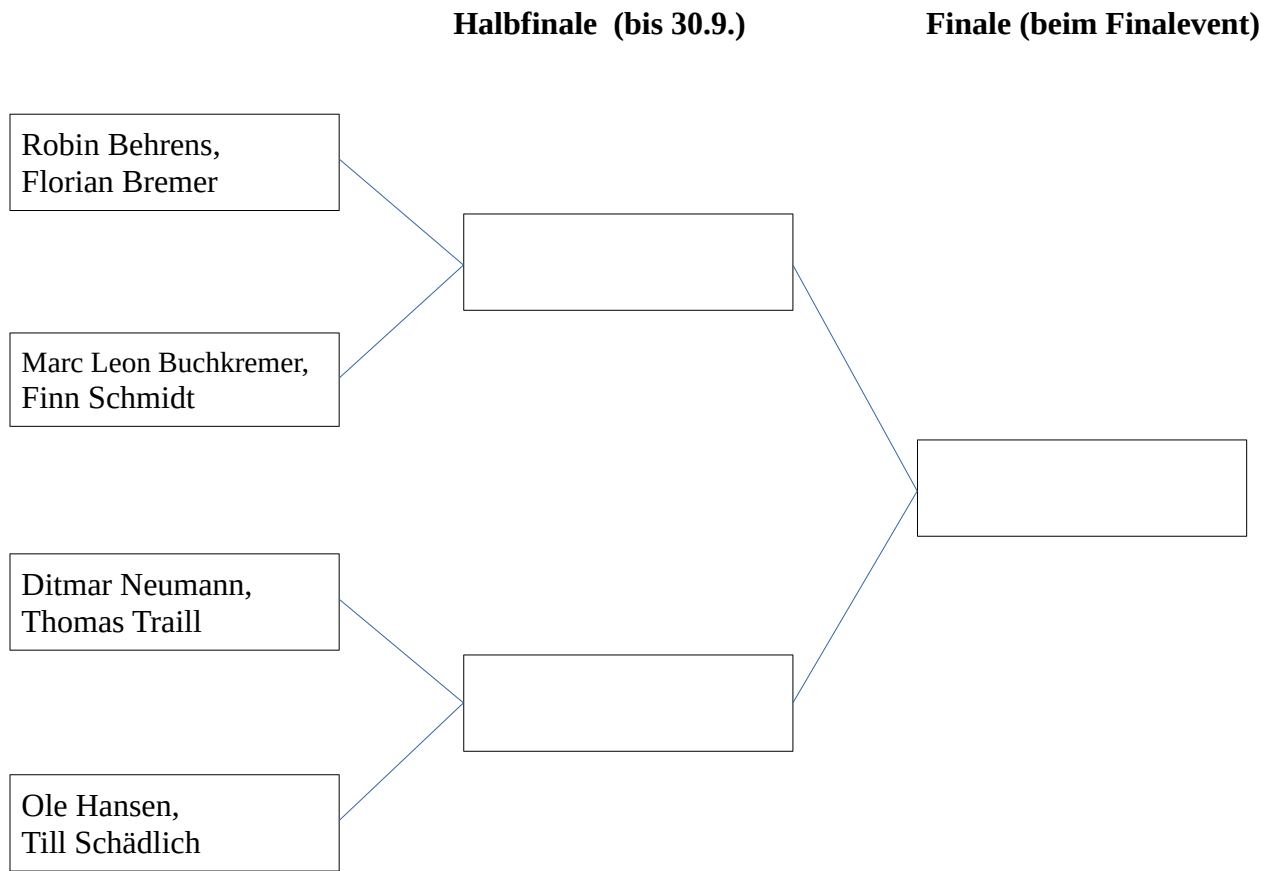 Halbfinale  (bis 30.9.)
Finale (beim Finalevent)
Robin Behrens,
Florian Bremer
Marc Leon Buchkremer,
Finn Schmidt
Ditmar Neumann,
Thomas Traill
Ole Hansen,
Till Schädlich